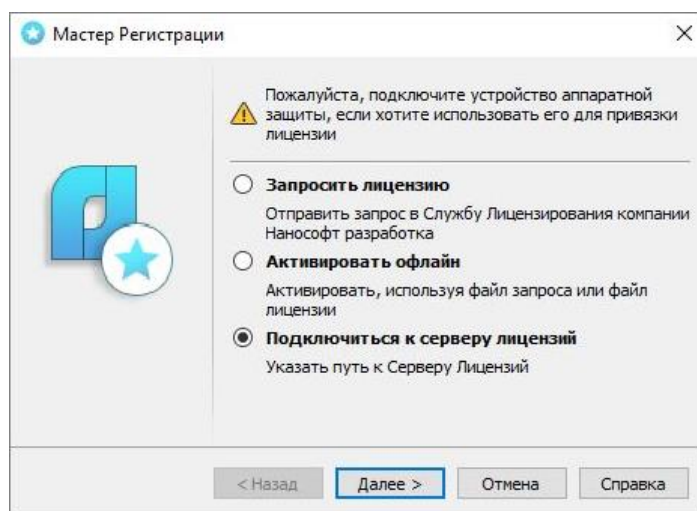 Мастер Регистрации
Пожалуйста, подключите устройство аппаратной
защиты, если хотите использовать его для привязки
лицензии
Запросить лицензию
Отправить запрос в Службу Лицензирования компании
Нанософт разработка
Активировать офлайн
Активировать, используя файл запроса или файл
лицензии
Подключиться к серверу лицензий
Указать путь к Серверу Лицензий
< Назад Далее > Отмена Справка